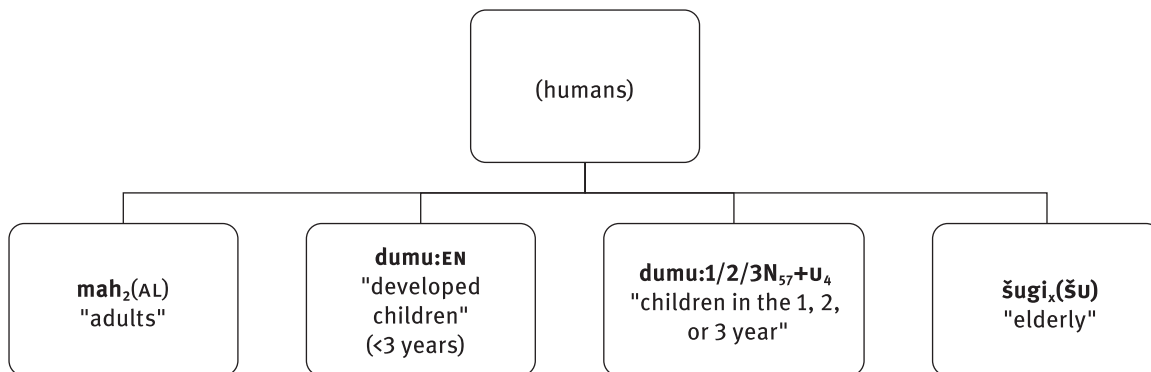 (humans)
mah₂(AL)
"adults"
dumu:EN
"developed
children"
(<3 years)
dumu:1/2/3N₅₇+U₄
"children in the 1, 2,
or 3 year"
šugiₓ(ŠU)
"elderly"